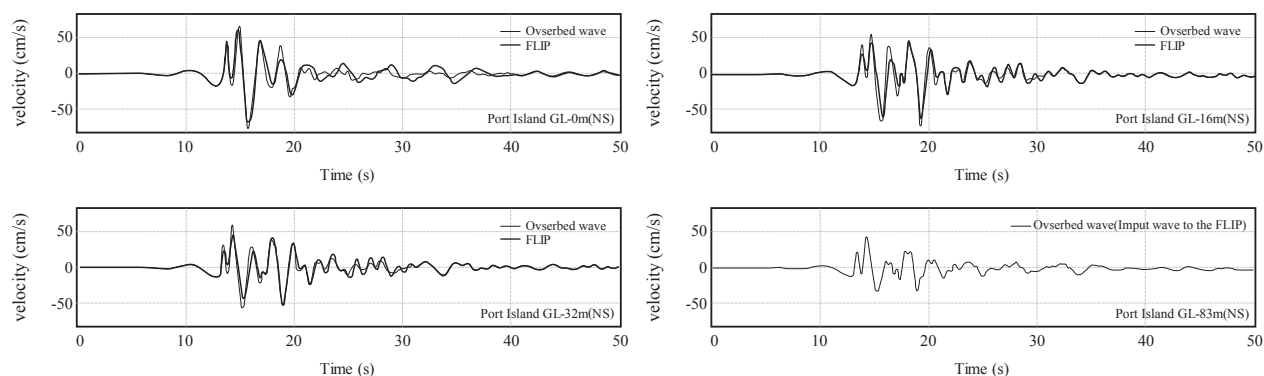 velocity (cm/s)
50
0
-50
Ovserbed wave
FLIP
Port Island GL-0m(NS)
0 10 20 30 40 50
Time (s)
velocity (cm/s)
50
0
-50
Ovserbed wave
FLIP
Port Island GL-16m(NS)
0 10 20 30 40 50
Time (s)
velocity (cm/s)
50
0
-50
Ovserbed wave
FLIP
Port Island GL-32m(NS)
0 10 20 30 40 50
Time (s)
velocity (cm/s)
50
0
-50
Ovserbed wave(Imput wave to the FLIP)
Port Island GL-83m(NS)
0 10 20 30 40 50
Time (s)